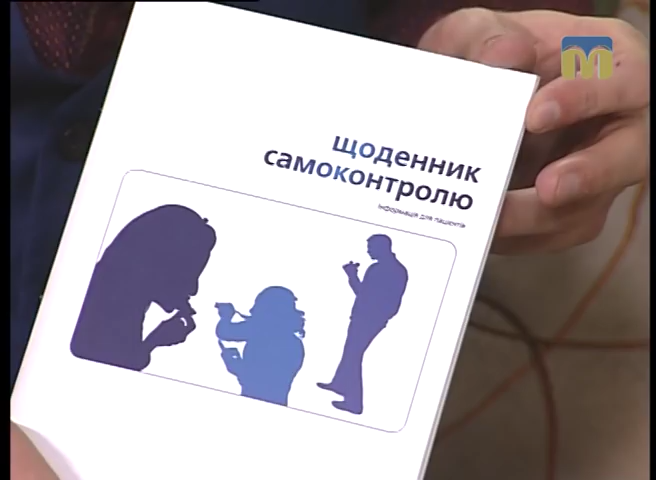 щоденник
самоконтролю
інформація для пацієнта